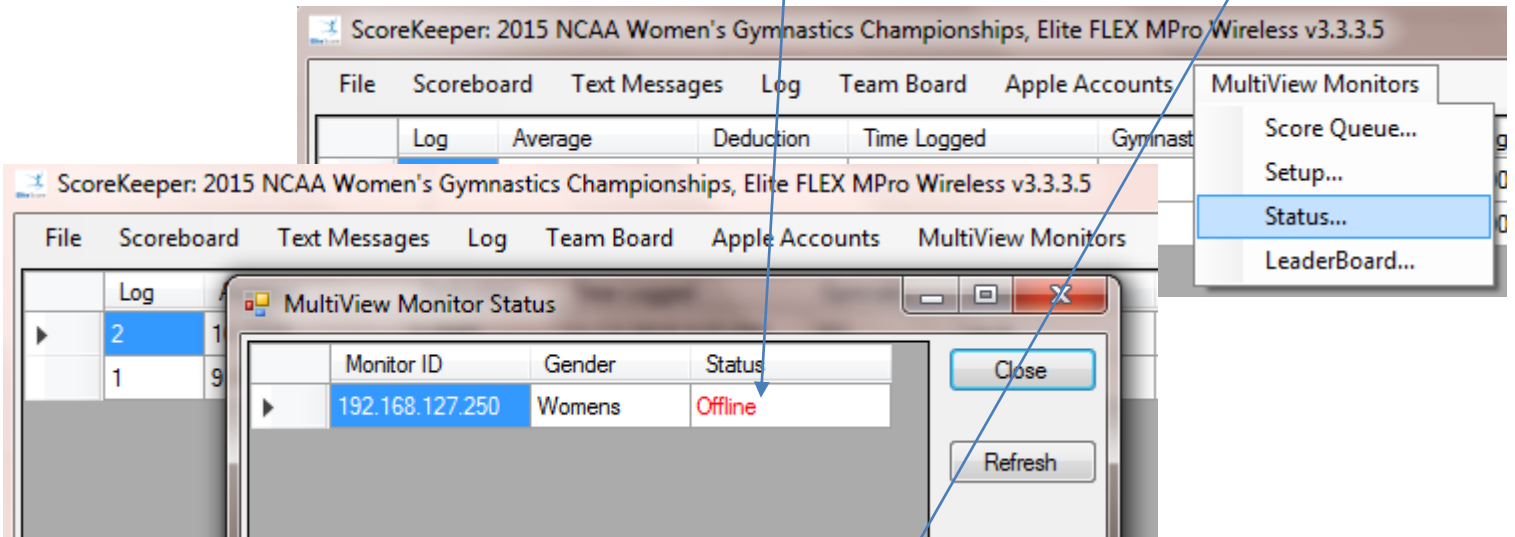 ScoreKeeper: 2015 NCAA Women's Gymnastics Championships, Elite FLEX MPro Wireless v3.3.3.5
File Scoreboard Text Messages Log Team Board Apple Accounts MultiView Monitors
Log Average Deduction Time Logged Gymnast
Score Queue...
Setup...
Status...
LeaderBoard...
ScoreKeeper: 2015 NCAA Women's Gymnastics Championships, Elite FLEX MPro Wireless v3.3.3.5
File Scoreboard Text Messages Log Team Board Apple Accounts MultiView Monitors
Log
2
1 9
MultiView Monitor Status
Monitor ID Gender Status
192.168.127.250 Womens Offline
Close
Refresh